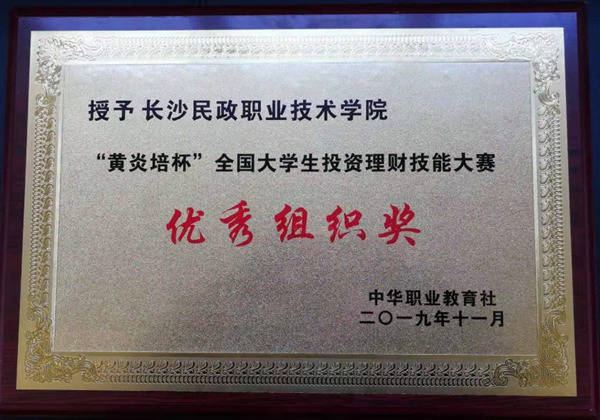 授予 长沙民政职业技术学院
“黄炎培杯”全国大学生投资理财技能大赛
优秀组织奖
中华职业教育社
二〇一九年十一月